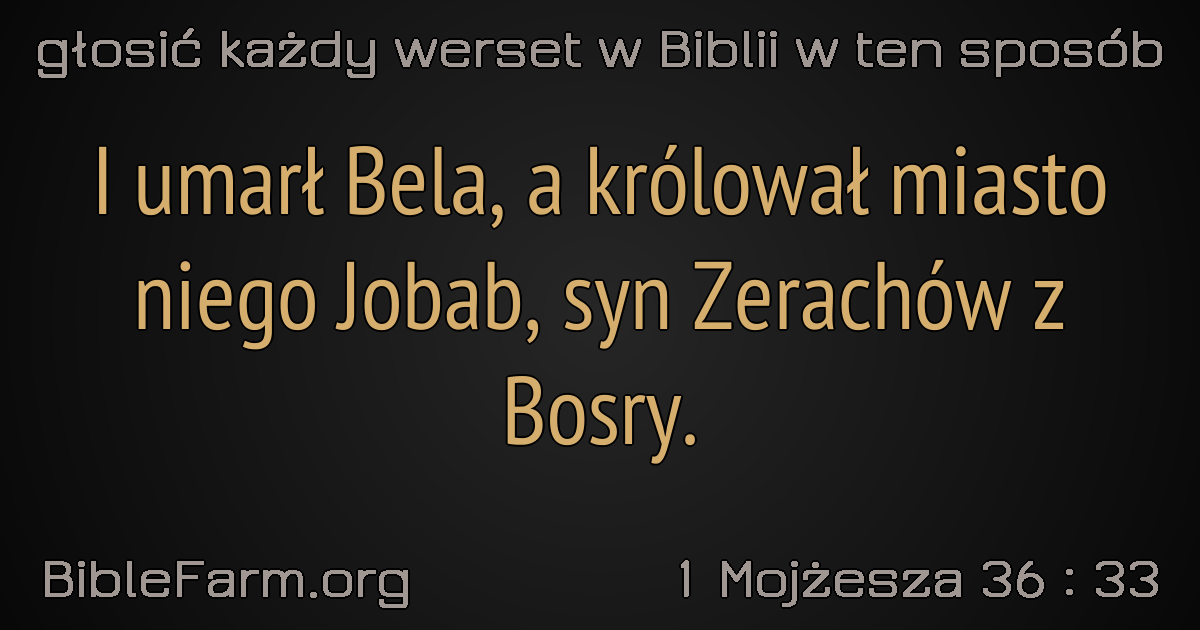 głosić każdy werset w Biblii w ten sposób
I umarł Bela, a królował miasto
niego Jobab, syn Zerachów z
Bosry.
BibleFarm.org
1 Mojżesza 36 : 33